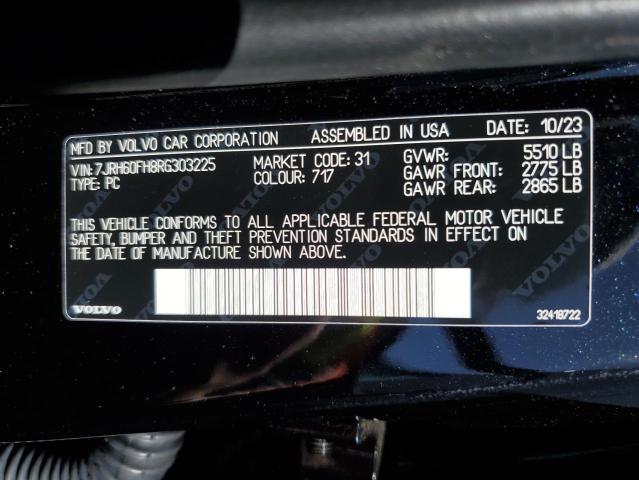 MFD BY VOLVO CAR CORPORATION ASSEMBLED IN USA DATE: 10/23
VIN: 7JRH60FH8RG303225 MARKET CODE: 31 GVWR: 5510 LB
TYPE: PC COLOUR: 717 GAWR FRONT: 2775 LB
GAWR REAR: 2865 LB
THIS VEHICLE CONFORMS TO ALL APPLICABLE FEDERAL MOTOR VEHICLE
SAFETY, BUMPER AND THEFT PREVENTION STANDARDS IN EFFECT ON
THE DATE OF MANUFACTURE SHOWN ABOVE.
VOLVO 32418722